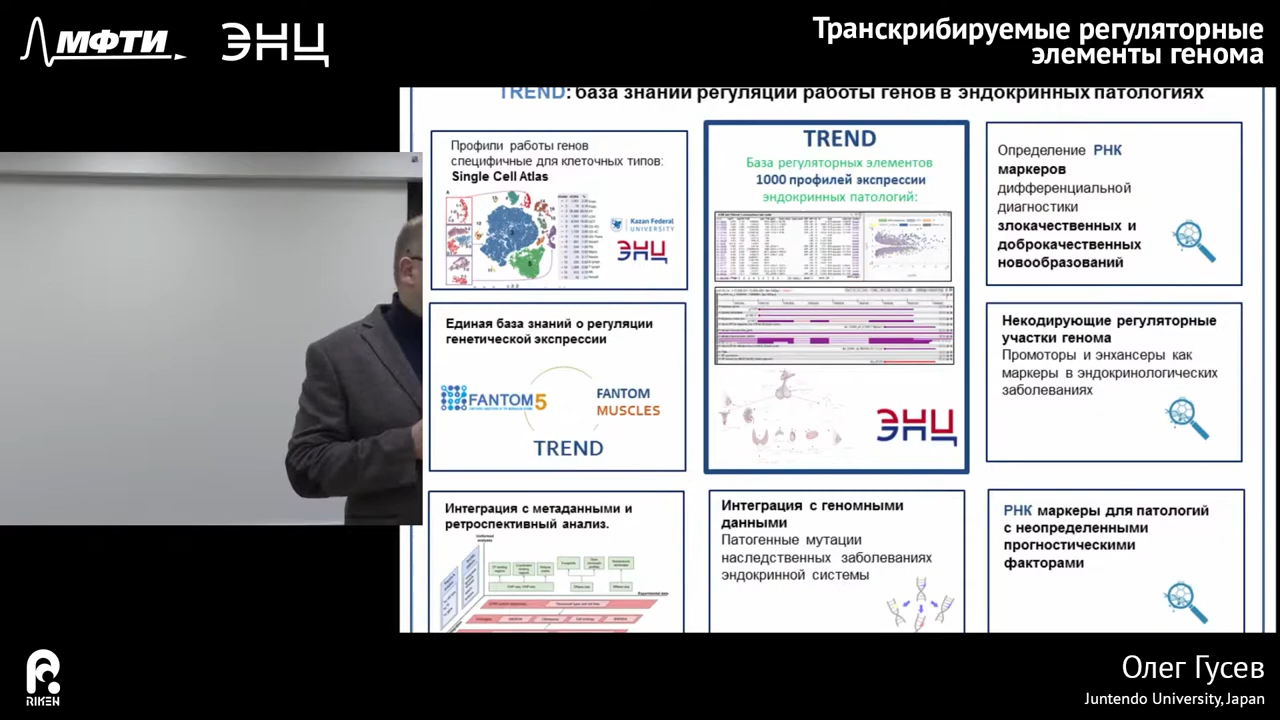 МФТИ
ЭНЦ
Транскрибируемые регуляторные
элементы генома
TREND: база знаний регуляции работы генов в эндокринных патологиях
Профили работы генов
специфичные для клеточных типов:
Single Cell Atlas
Kazan Federal
UNIVERSITY
ЭНЦ
TREND
База регуляторных элементов
1000 профилей экспрессии
эндокринных патологий:
ЭНЦ
Определение РНК
маркеров
дифференциальной
диагностики
злокачественных и
доброкачественных
новообразований
Единая база знаний о регуляции
генетической экспрессии
FANTOM5
FANTOM
MUSCLES
TREND
Некодирующие регуляторные
участки генома
Промоторы и энхансеры как
маркеры в эндокринологических
заболеваниях
Интеграция с метаданными и
ретроспективный анализ.
Интеграция с геномными
данными
Патогенные мутации
наследственных заболеваниях
эндокринной системы
РНК маркеры для патологий
с неопределенными
прогностическими
факторами
RIKEN
Олег Гусев
Juntendo University, Japan